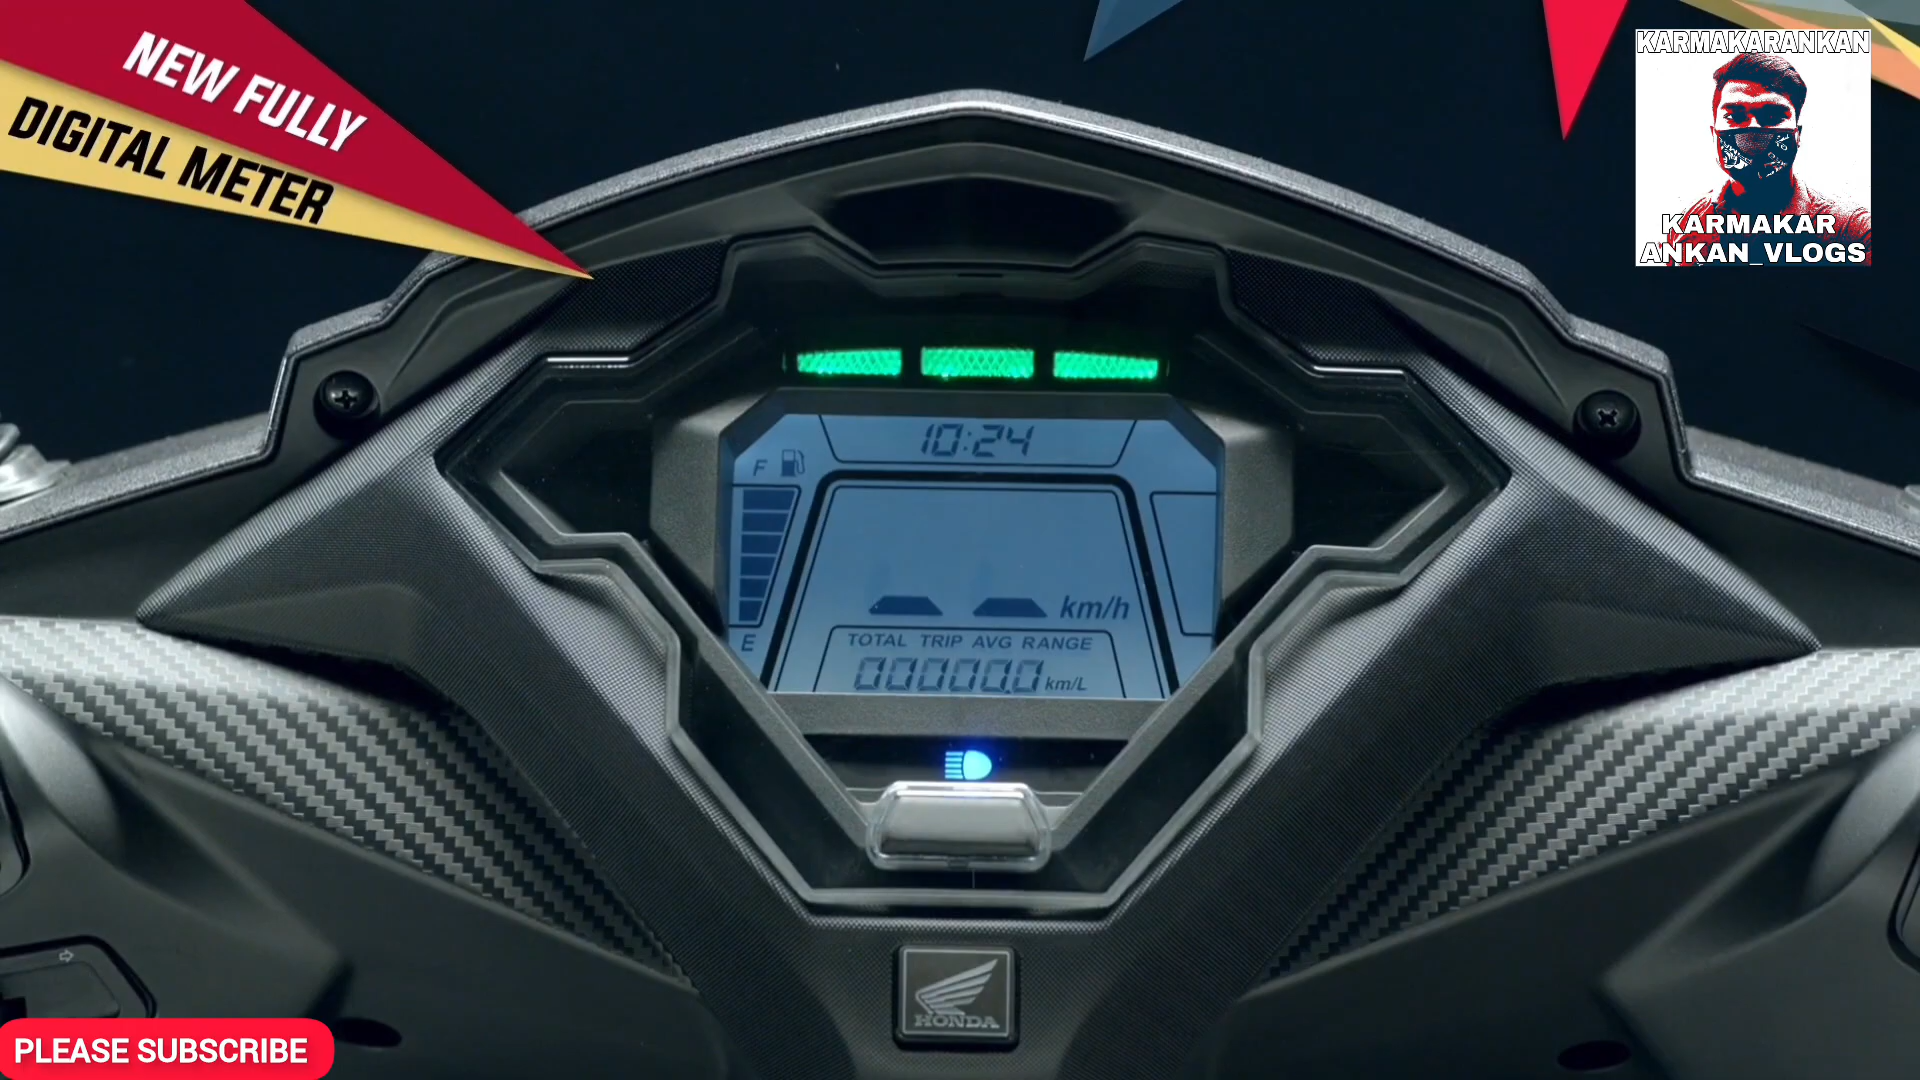 NEW FULLY
DIGITAL METER
KARMAKARANKAN
KARMAKAR
ANKAN_VLOGS
10:24
F
E
km/h
TOTAL TRIP AVG RANGE
000000.0 km/L
HONDA
PLEASE SUBSCRIBE